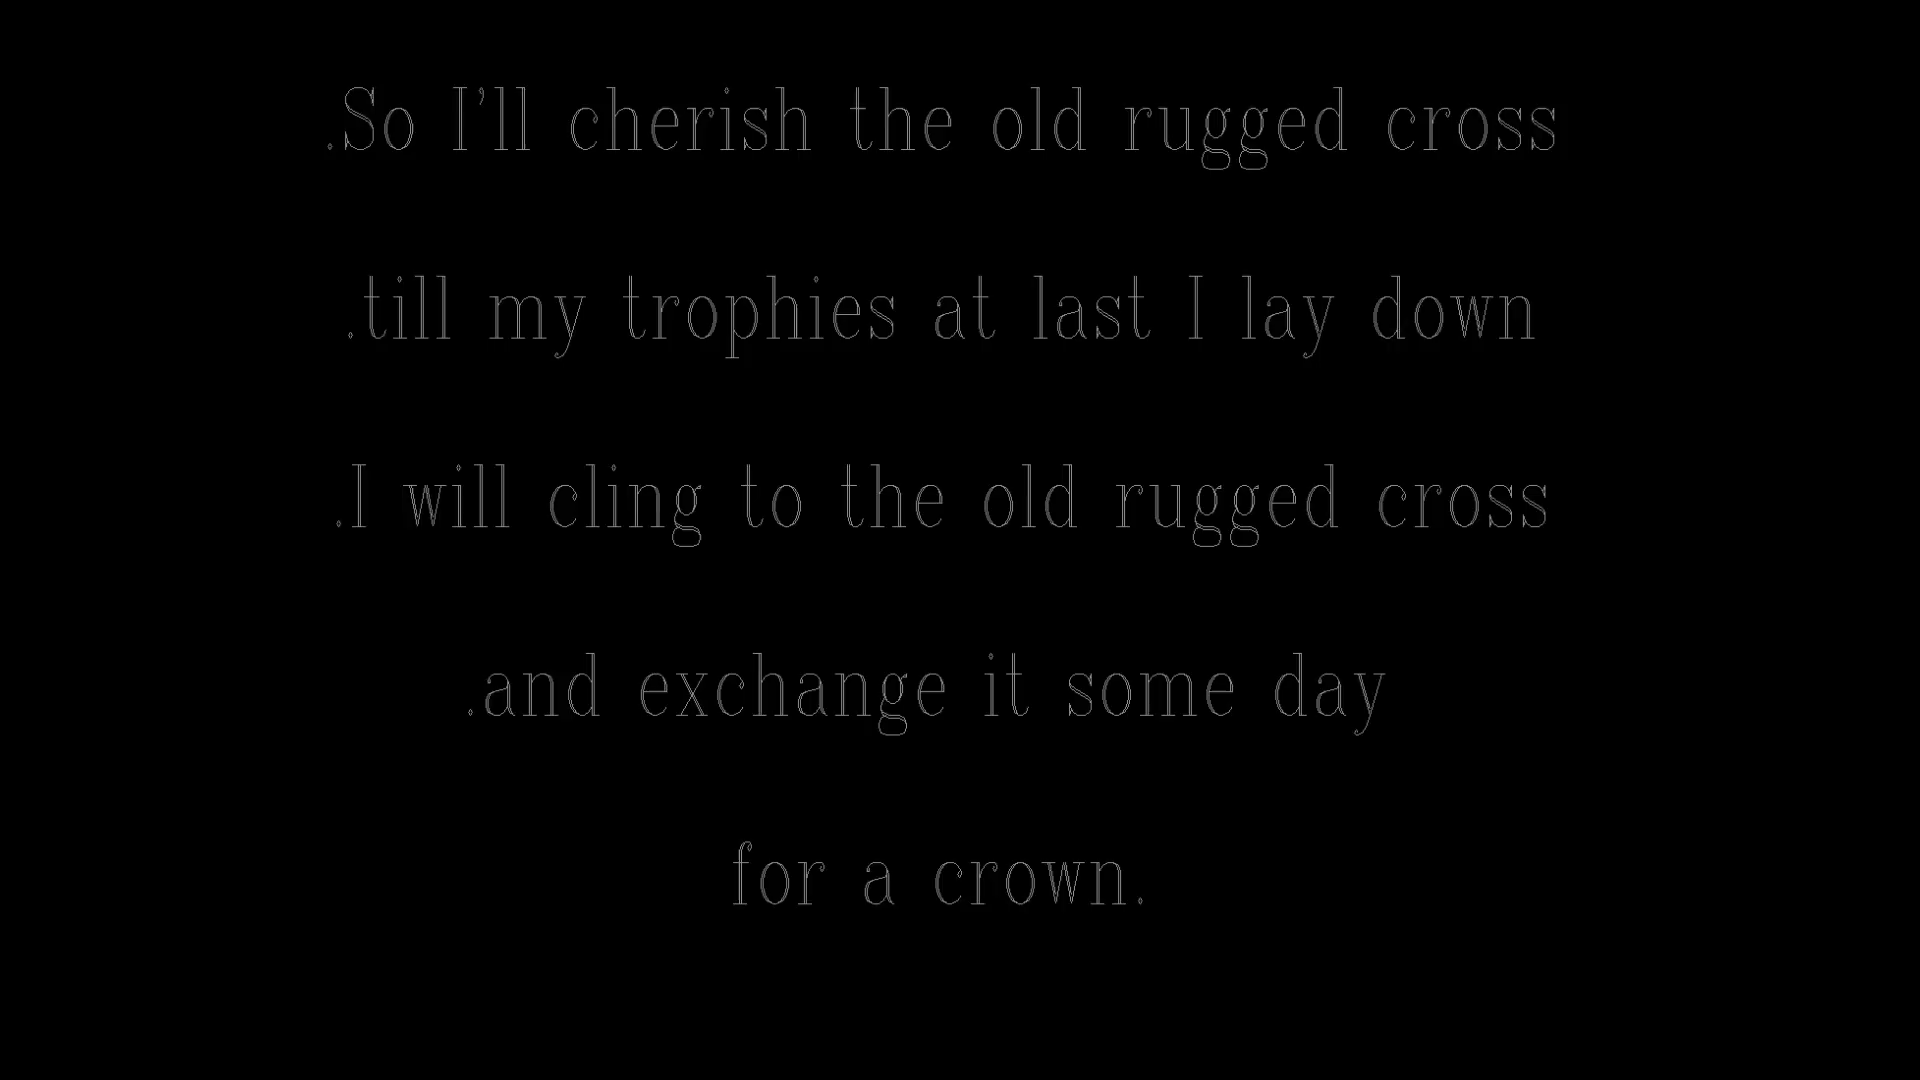 .So I’ll cherish the old rugged cross
.till my trophies at last I lay down
.I will cling to the old rugged cross
.and exchange it some day
for a crown.